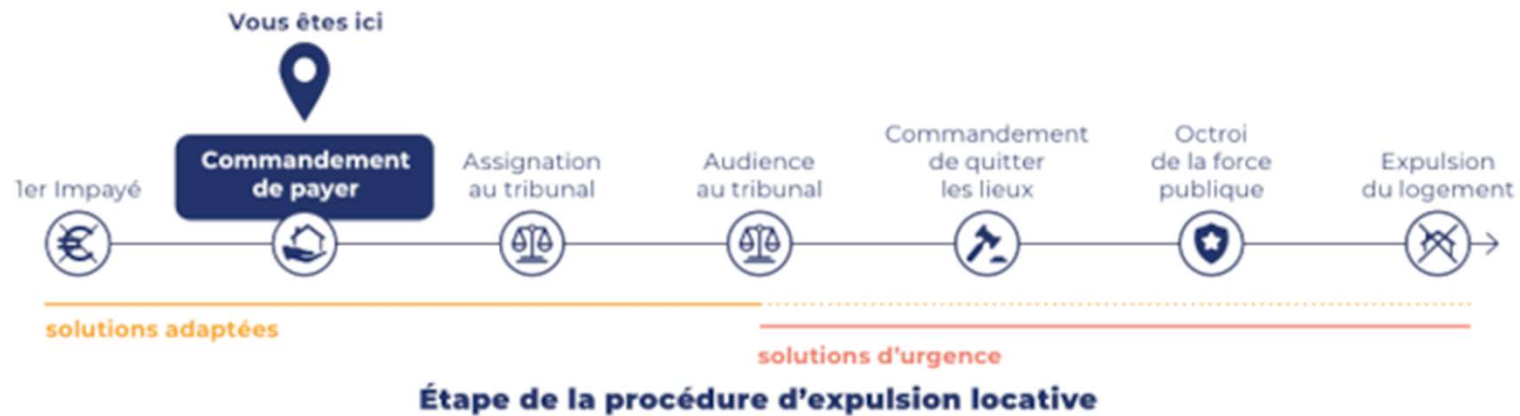 Vous êtes ici
1er Impayé
Commandement
de payer
Assignation
au tribunal
Audience
au tribunal
Commandement
de quitter
les lieux
Octroi
de la force
publique
Expulsion
du logement
solutions adaptées
solutions d'urgence
Étape de la procédure d'expulsion locative